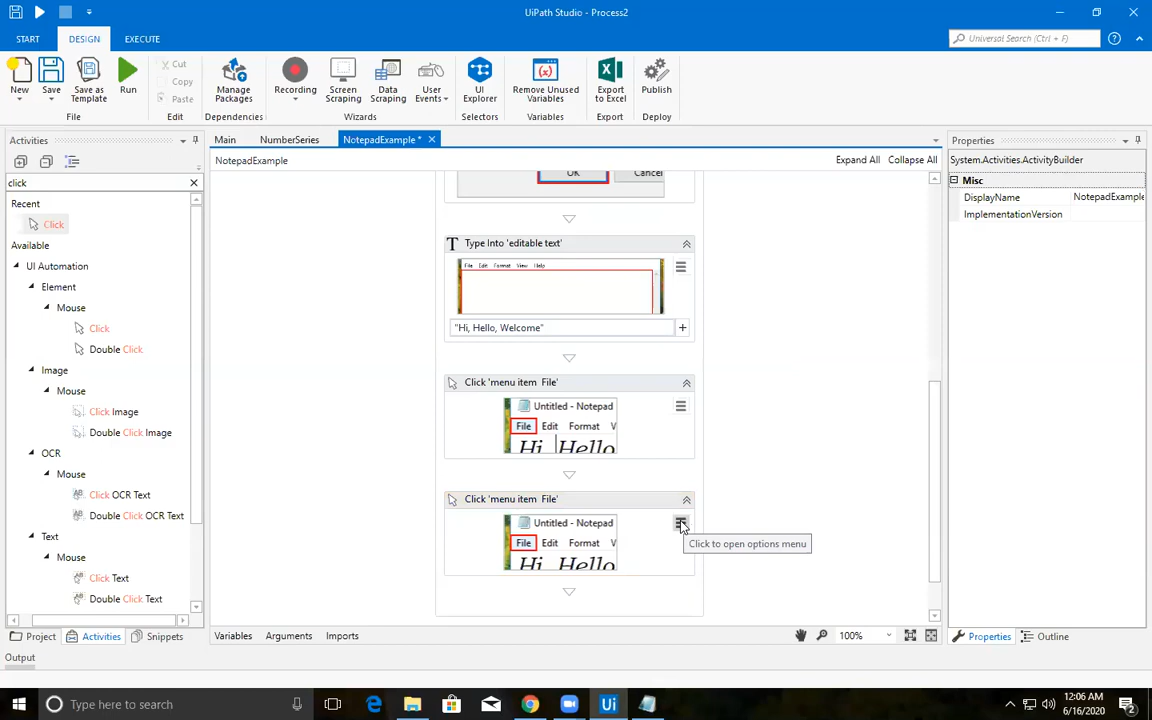 UiPath Studio - Process2
START DESIGN EXECUTE
Universal Search (Ctrl + F)
New Save Save as Template Run Cut Copy Paste Manage Packages Recording Screen Scraping Data Scraping User Events UI Explorer Remove Unused Variables Export to Excel Publish
File Edit Dependencies Wizards Selectors Variables Export Deploy
Activities
click
Recent
Click
Available
UI Automation
Element
Mouse
Click
Double Click
Image
Mouse
Click Image
Double Click Image
OCR
Mouse
Click OCR Text
Double Click OCR Text
Text
Mouse
Click Text
Double Click Text
Project Activities Snippets
Output
Main NumberSeries NotepadExample *
NotepadExample Expand All Collapse All
OK Cancel
Type Into 'editable text'
File Edit Format View Help
"Hi, Hello, Welcome"
Click 'menu item File'
Untitled - Notepad
File Edit Format V
Hi, Hello
Click 'menu item File'
Untitled - Notepad
File Edit Format V
Hi, Hello
Click to open options menu
Variables Arguments Imports 100%
Properties
System.Activities.ActivityBuilder
Misc
DisplayName NotepadExample
ImplementationVersion
Properties Outline
Type here to search
Ui
12:06 AM
6/16/2020
2